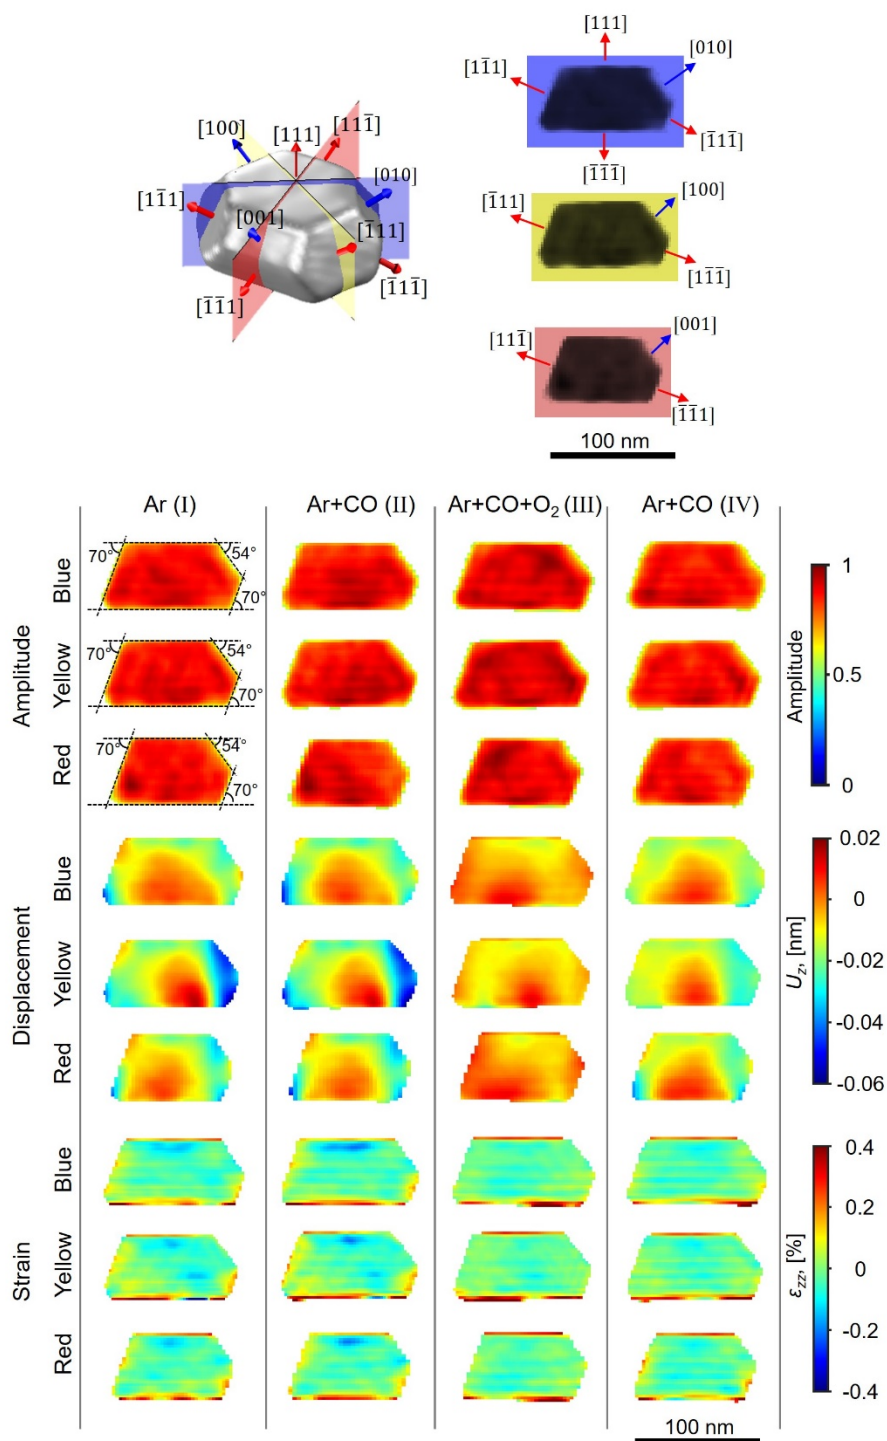 [111]
[010]
[11̄1]
[1̄11̄]
[1̄1̄1̄]
[100]
[111]
[111̄]
[010]
[11̄1]
[001]
[1̄11]
[1̄11̄]
[1̄1̄1]
[1̄11]
[100]
[11̄1̄]
[111̄]
[001]
[1̄1̄1]
100 nm
Ar (I)
Ar+CO (II)
Ar+CO+O₂ (III)
Ar+CO (IV)
Amplitude
Blue
70°
54°
70°
Yellow
70°
54°
70°
Red
70°
54°
70°
1
0.5
0
Amplitude
Displacement
Blue
Yellow
Red
0.02
0
-0.02
-0.04
-0.06
Uz, [nm]
Strain
Blue
Yellow
Red
0.4
0.2
0
-0.2
-0.4
εzz, [%]
100 nm